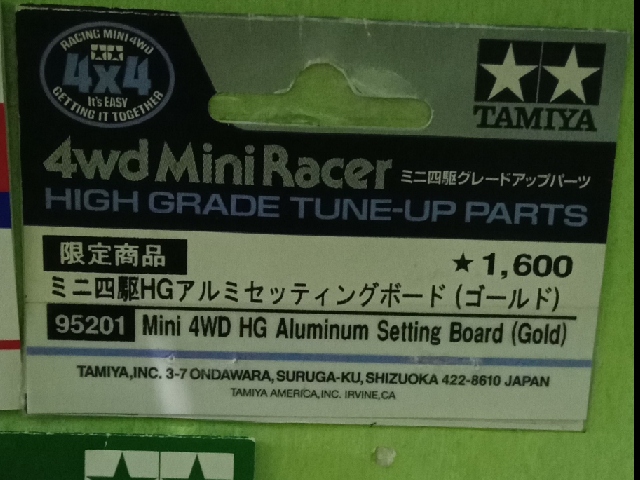 RACING MINI 4WD
4x4
It's EASY
GETTING IT TOGETHER
TAMIYA
4wd Mini Racer
ミニ四駆グレードアップパーツ
HIGH GRADE TUNE-UP PARTS
限定商品
★1,600
ミニ四駆HGアルミセッティングボード (ゴールド)
95201 Mini 4WD HG Aluminum Setting Board (Gold)
TAMIYA,INC. 3-7 ONDAWARA, SURUGA-KU, SHIZUOKA 422-8610 JAPAN
TAMIYA AMERICA,INC. IRVINE,CA